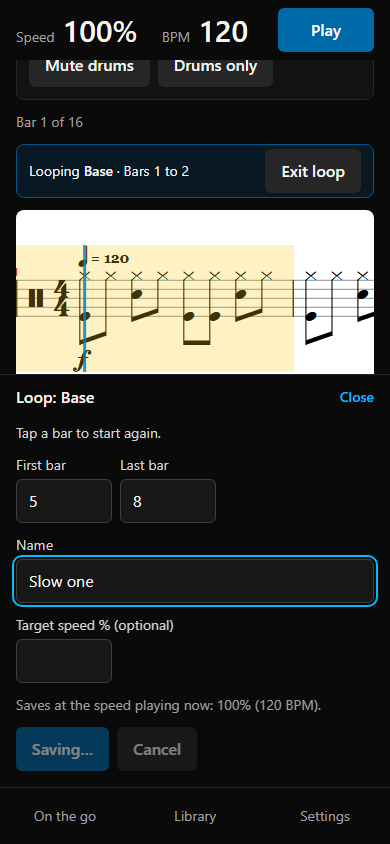 Speed 100% BPM 120 Play
Mute drums Drums only
Bar 1 of 16
Looping Base · Bars 1 to 2 Exit loop
= 120
4
4
f
Loop: Base Close
Tap a bar to start again.
First bar Last bar
5 8
Name
Slow one
Target speed % (optional)
Saves at the speed playing now: 100% (120 BPM).
Saving... Cancel
On the go Library Settings